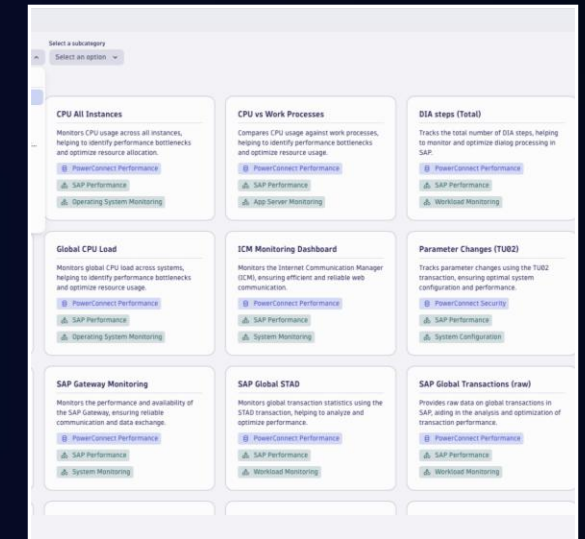 Select a subcategory
Select an option
CPU All Instances
Monitors CPU usage across all instances,
helping to identify performance bottlenecks
and optimize resource allocation.
PowerConnect Performance
SAP Performance
Operating System Monitoring
CPU vs Work Processes
Compares CPU usage against work processes,
helping to identify performance bottlenecks
and optimize resource usage.
PowerConnect Performance
SAP Performance
App Server Monitoring
DIA steps (Total)
Tracks the total number of DIA steps, helping
to monitor and optimize dialog processing in
SAP.
PowerConnect Performance
SAP Performance
Workload Monitoring
Global CPU Load
Monitors global CPU load across systems,
helping to identify performance bottlenecks
and optimize resource usage.
PowerConnect Performance
SAP Performance
Operating System Monitoring
ICM Monitoring Dashboard
Monitors the Internet Communication Manager
(ICM), ensuring efficient and reliable web
communication.
PowerConnect Performance
SAP Performance
System Monitoring
Parameter Changes (TU02)
Tracks parameter changes using the TU02
transaction, ensuring optimal system
configuration and performance.
PowerConnect Security
SAP Performance
System Configuration
SAP Gateway Monitoring
Monitors the performance and availability of
the SAP Gateway, ensuring reliable
communication and data exchange.
PowerConnect Performance
SAP Performance
System Monitoring
SAP Global STAD
Monitors global transaction statistics using the
STAD transaction, helping to analyze and
optimize performance.
PowerConnect Performance
SAP Performance
Workload Monitoring
SAP Global Transactions (raw)
Provides raw data on global transactions in
SAP, aiding in the analysis and optimization of
transaction performance.
PowerConnect Performance
SAP Performance
Workload Monitoring